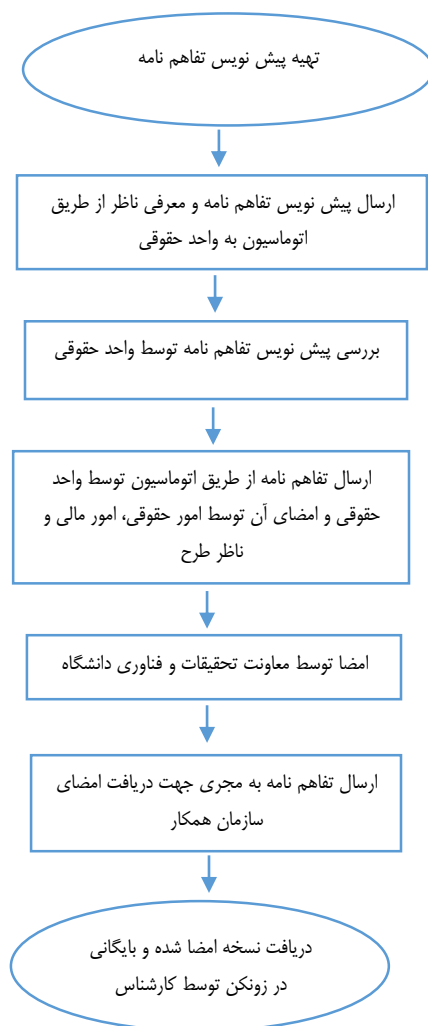 تهیه پیش نویس تفاهم نامه
ارسال پیش نویس تفاهم نامه و معرفی ناظر از طریق
اتوماسیون به واحد حقوقی
بررسی پیش نویس تفاهم نامه توسط واحد حقوقی
ارسال تفاهم نامه از طریق اتوماسیون توسط واحد
حقوقی و امضای آن توسط امور حقوقی، امور مالی و
ناظر طرح
امضا توسط معاونت تحقیقات و فناوری دانشگاه
ارسال تفاهم نامه به مجری جهت دریافت امضای
سازمان همکار
دریافت نسخه امضا شده و بایگانی
در زونکن توسط کارشناس